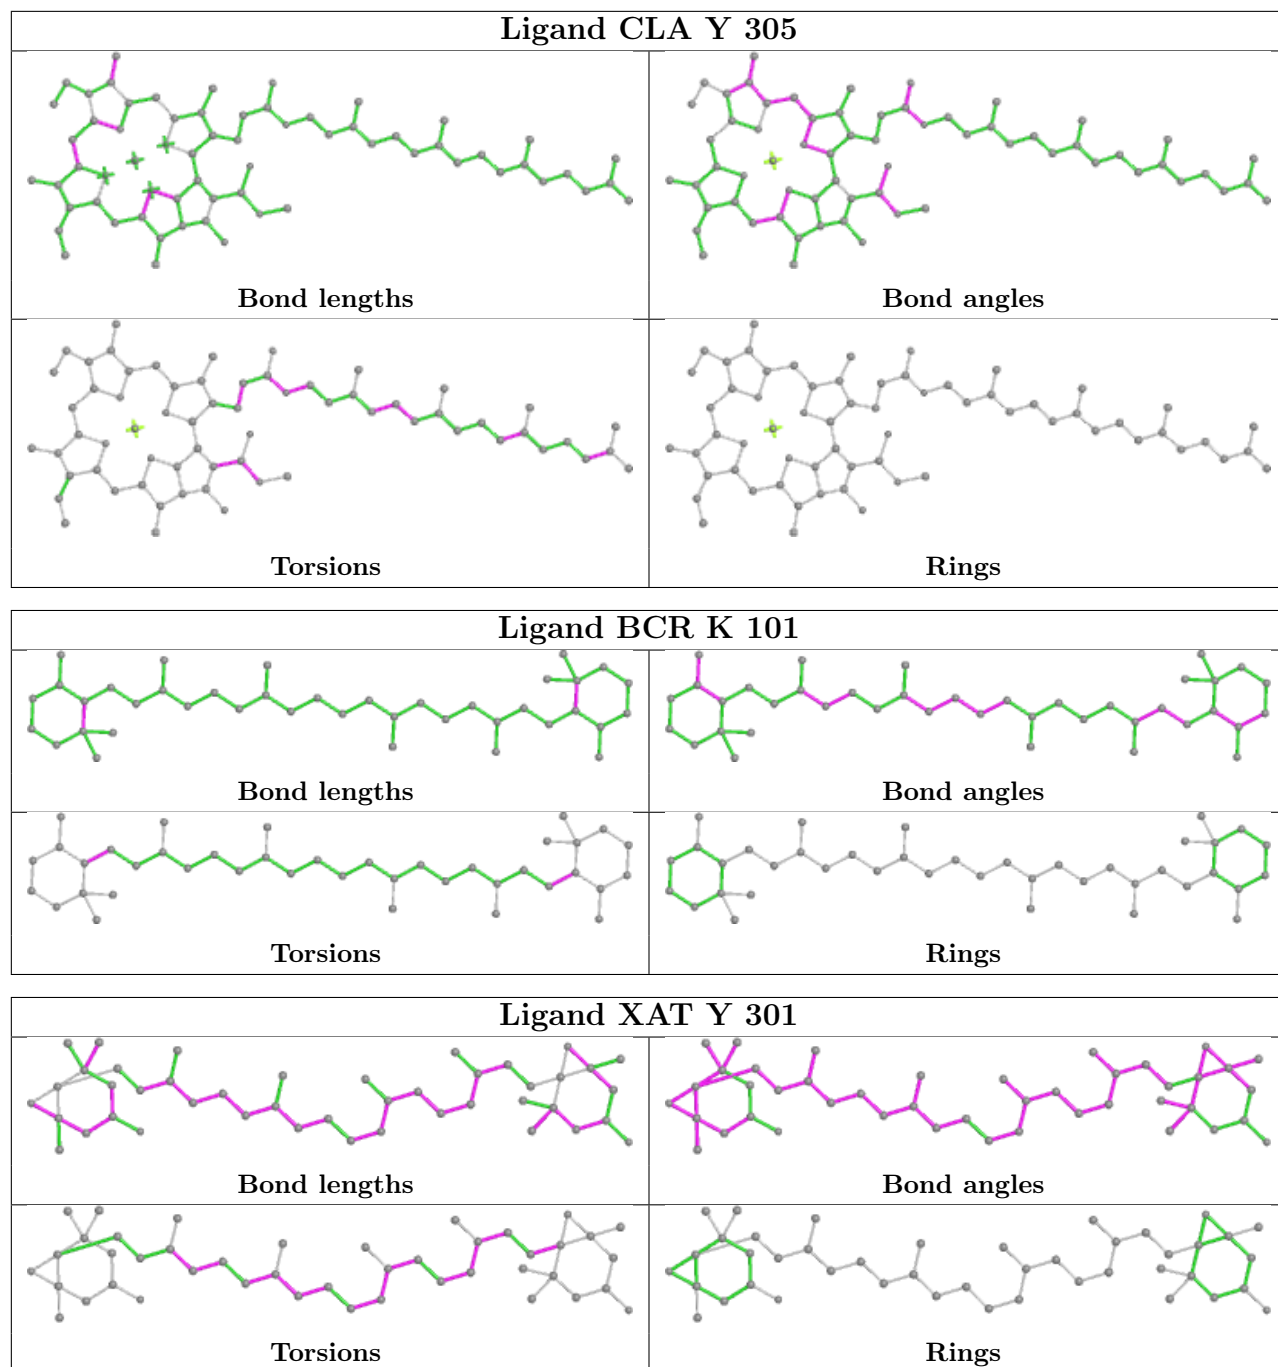 Ligand CLA Y 305
Bond lengths
Bond angles
Torsions
Rings
Ligand BCR K 101
Bond lengths
Bond angles
Torsions
Rings
Ligand XAT Y 301
Bond lengths
Bond angles
Torsions
Rings